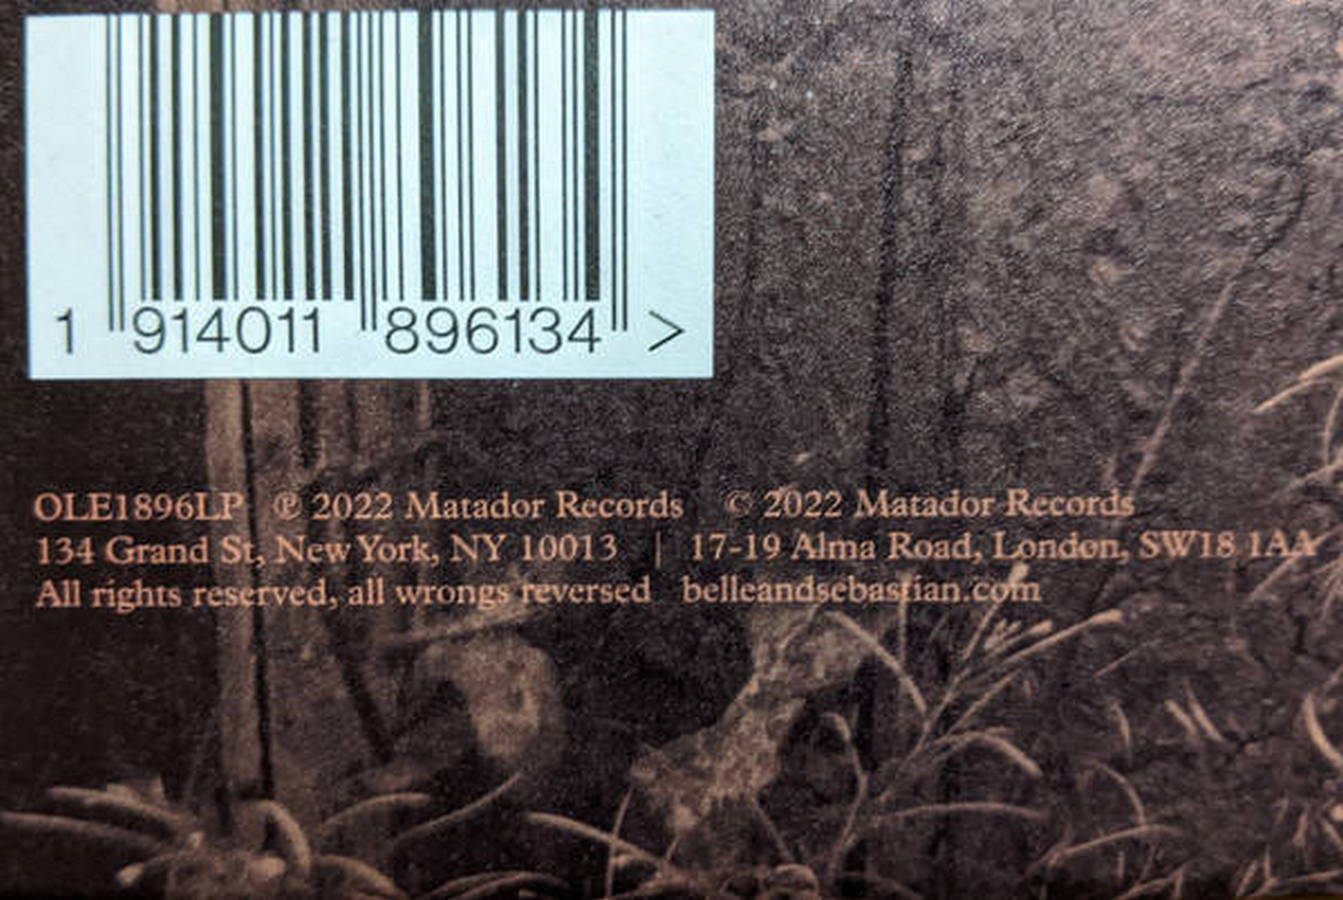 1 914011 896134 >
OLE1896LP ℗ 2022 Matador Records © 2022 Matador Records
134 Grand St, New York, NY 10013 | 17-19 Alma Road, London, SW18 1AA
All rights reserved, all wrongs reversed belleandsebastian.com